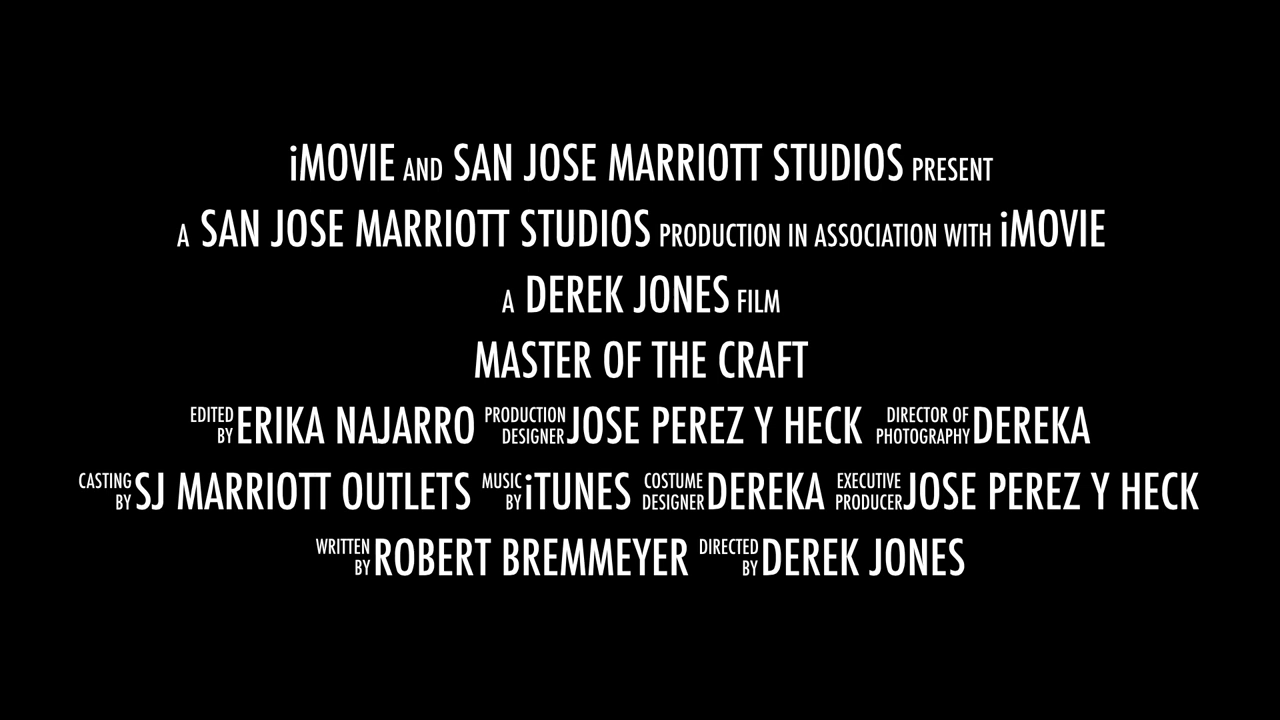 iMOVIE AND SAN JOSE MARRIOTT STUDIOS PRESENT
A SAN JOSE MARRIOTT STUDIOS PRODUCTION IN ASSOCIATION WITH iMOVIE
A DEREK JONES FILM
MASTER OF THE CRAFT
EDITED BY ERIKA NAJARRO PRODUCTION DESIGNER JOSE PEREZ Y HECK DIRECTOR OF PHOTOGRAPHY DEREKA
CASTING BY SJ MARRIOTT OUTLETS MUSIC BY iTUNES COSTUME DESIGNER DEREKA EXECUTIVE PRODUCER JOSE PEREZ Y HECK
WRITTEN BY ROBERT BREMMEYER DIRECTED BY DEREK JONES